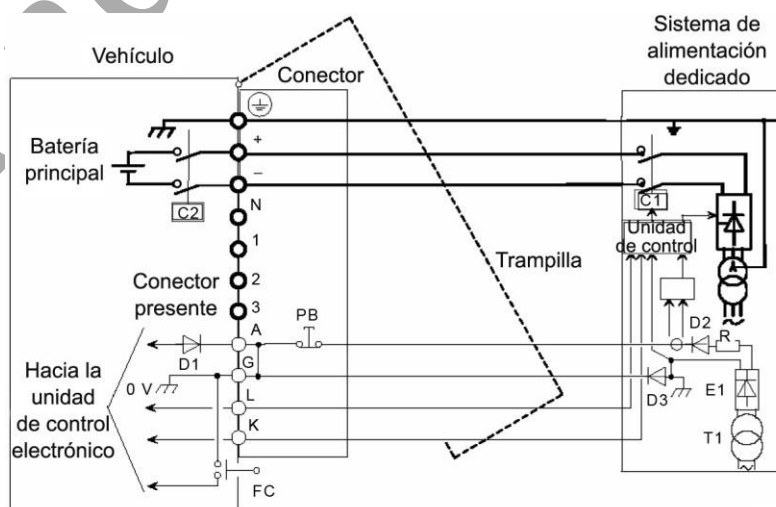 Vehículo
Conector
Sistema de
alimentación
dedicado
Batería
principal
+
–
C2
N
1
2
3
C1
Unidad
de control
Trampilla
Conector
presente
A
PB
D1
D2
R
G
Hacia la
unidad
de control
electrónico
0 V
L
D3
E1
K
T1
FC